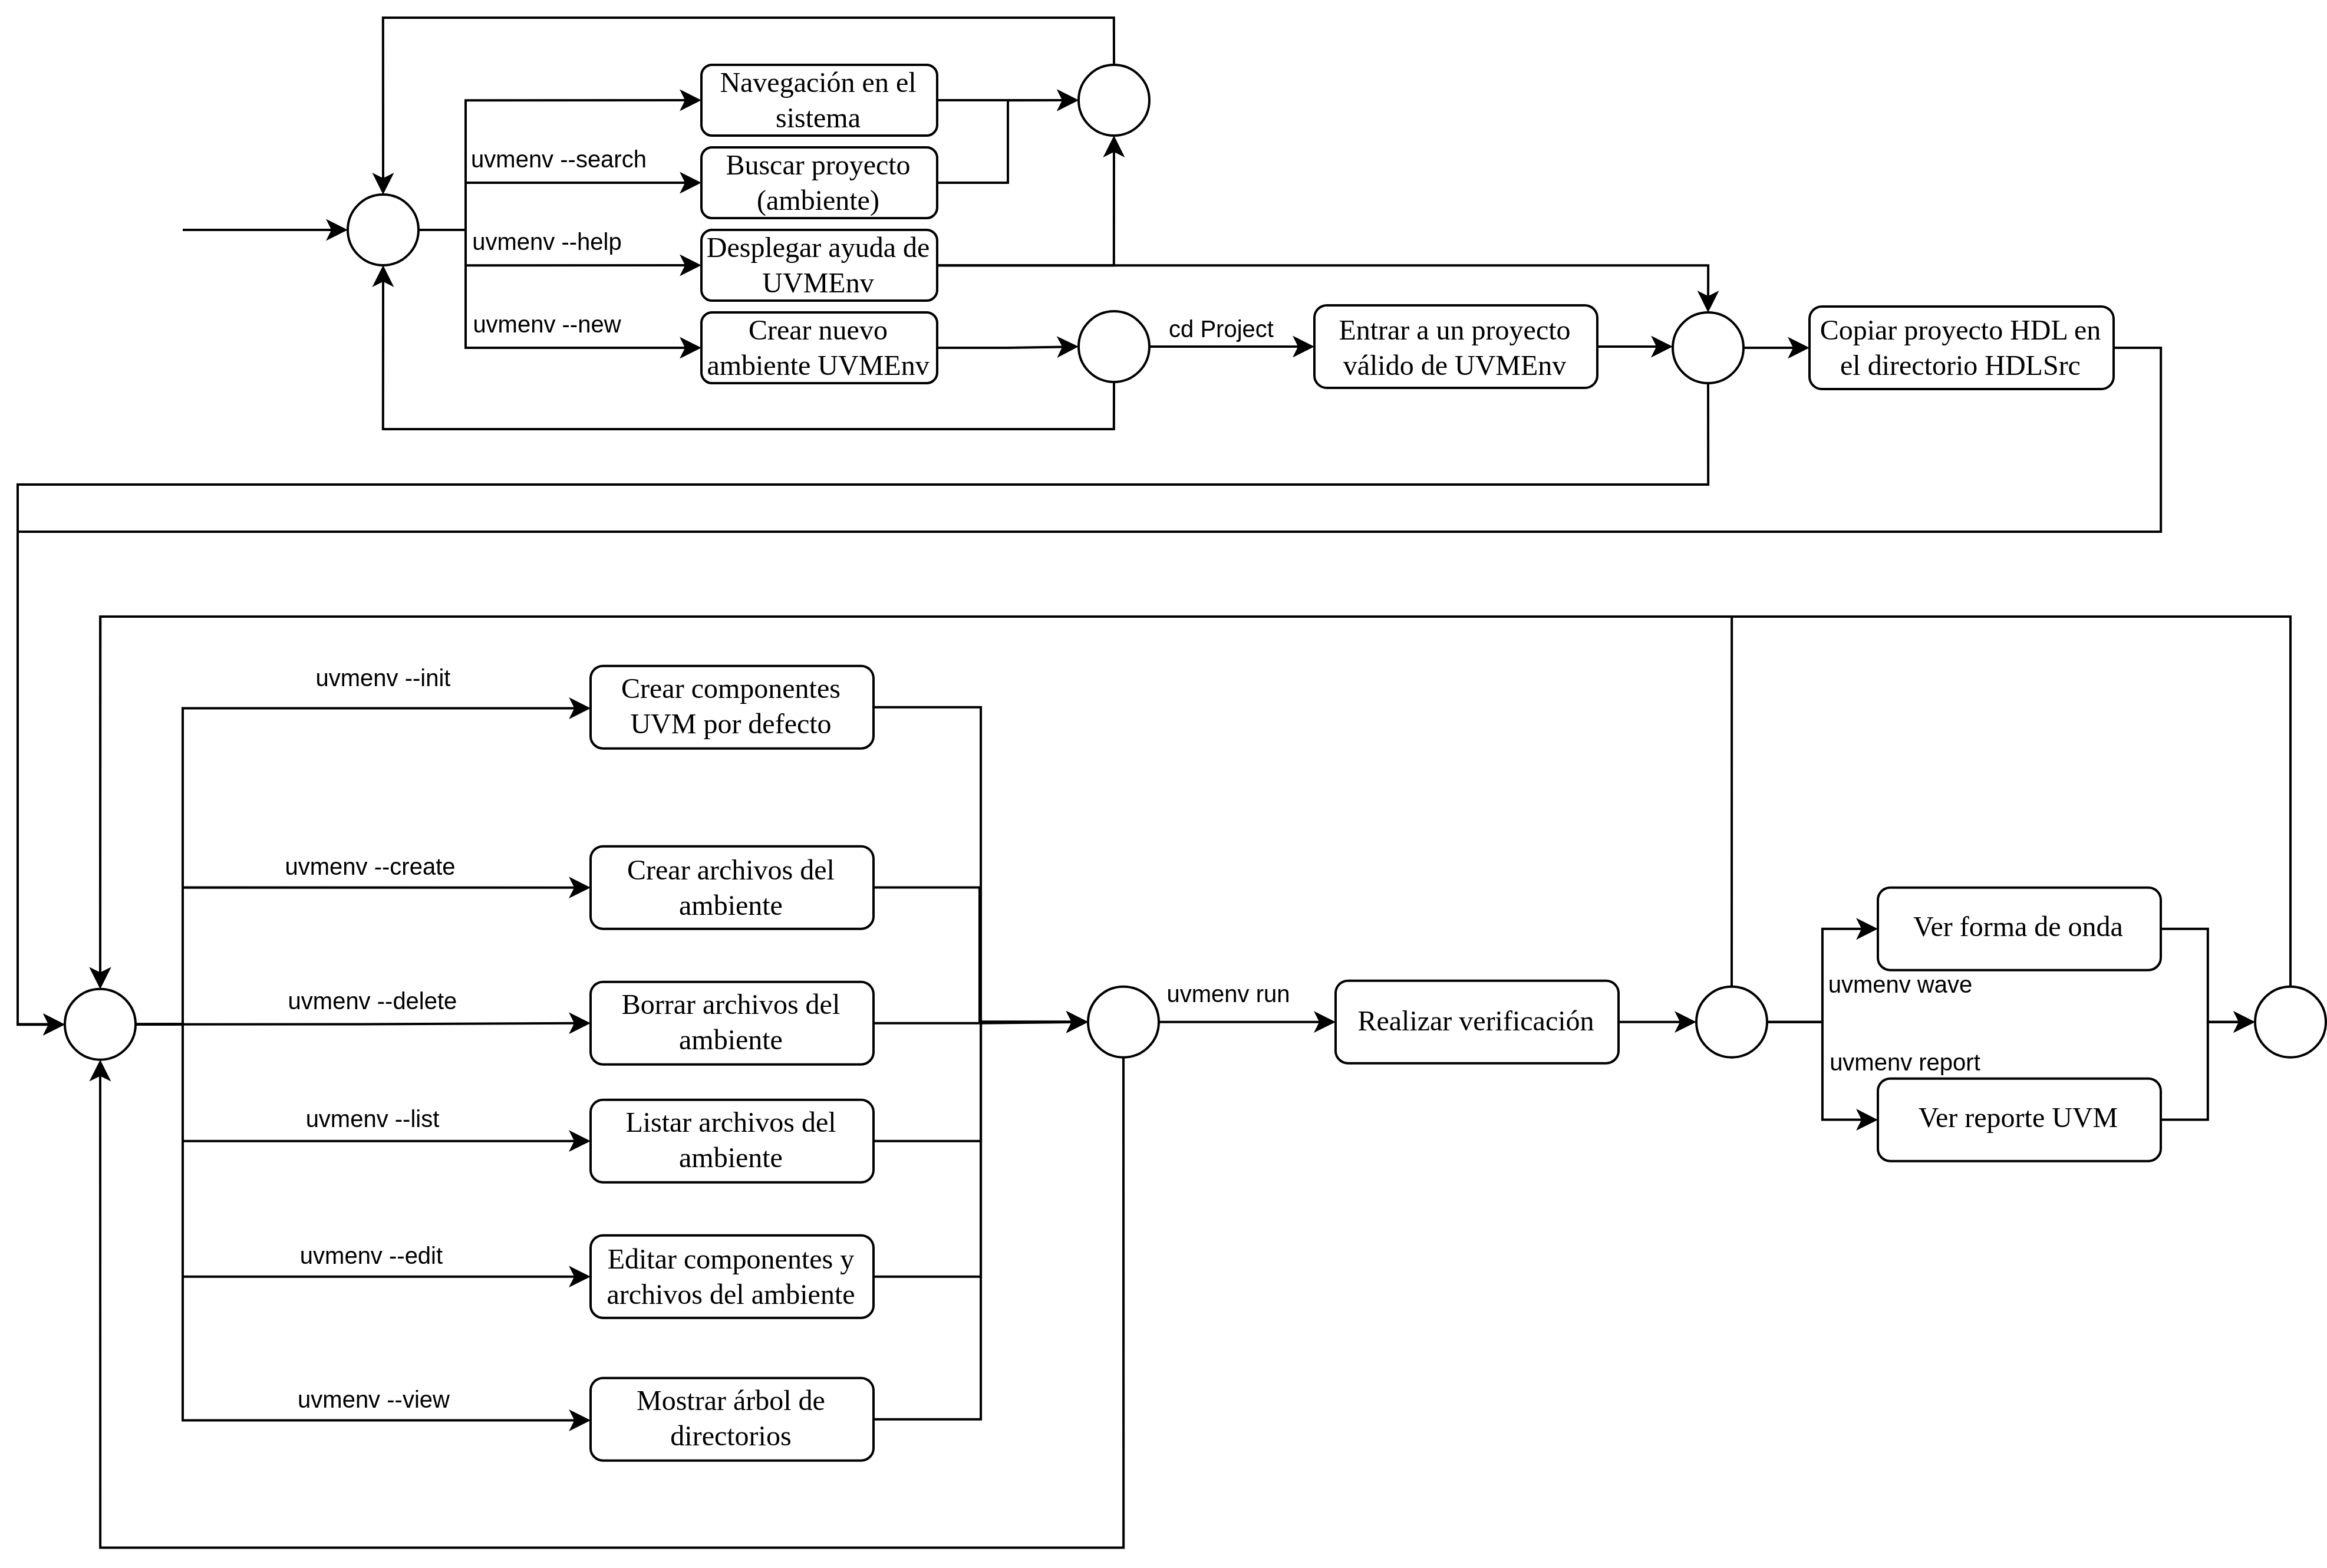 Navegación en el
sistema
uvmenv --search
Buscar proyecto
(ambiente)
uvmenv --help
Desplegar ayuda de
UVMEnv
uvmenv --new
Crear nuevo
ambiente UVMEnv
cd Project
Entrar a un proyecto
válido de UVMEnv
Copiar proyecto HDL en
el directorio HDLSrc
uvmenv --init
Crear componentes
UVM por defecto
uvmenv --create
Crear archivos del
ambiente
uvmenv --delete
Borrar archivos del
ambiente
uvmenv --list
Listar archivos del
ambiente
uvmenv --edit
Editar componentes y
archivos del ambiente
uvmenv --view
Mostrar árbol de
directorios
uvmenv run
Realizar verificación
Ver forma de onda
uvmenv wave
uvmenv report
Ver reporte UVM